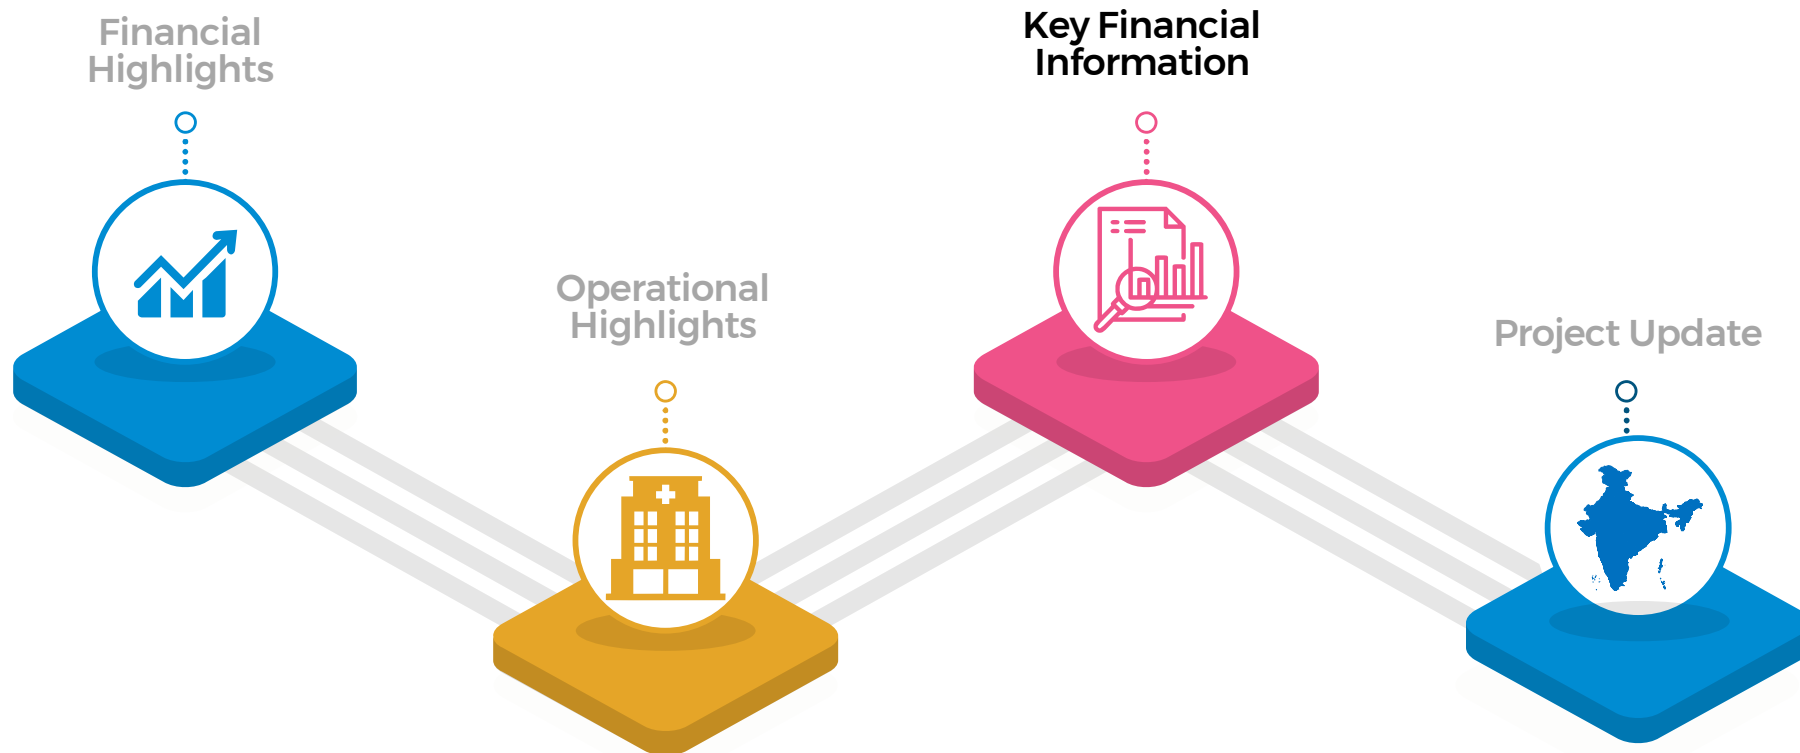 Financial
Highlights
Operational
Highlights
Key Financial
Information
Project Update